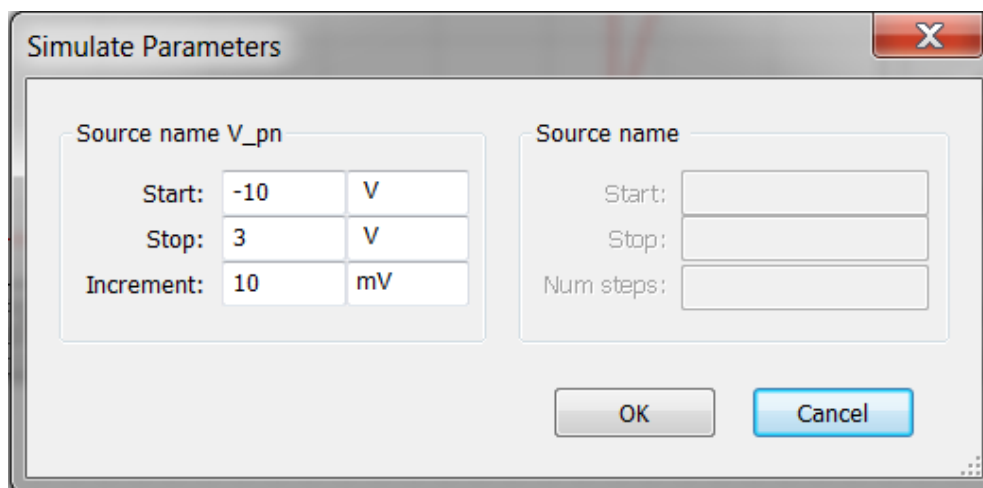 Simulate Parameters
X
Source name V_pn
Start: -10 V
Stop: 3 V
Increment: 10 mV
Source name
Start:
Stop:
Num steps:
OK
Cancel